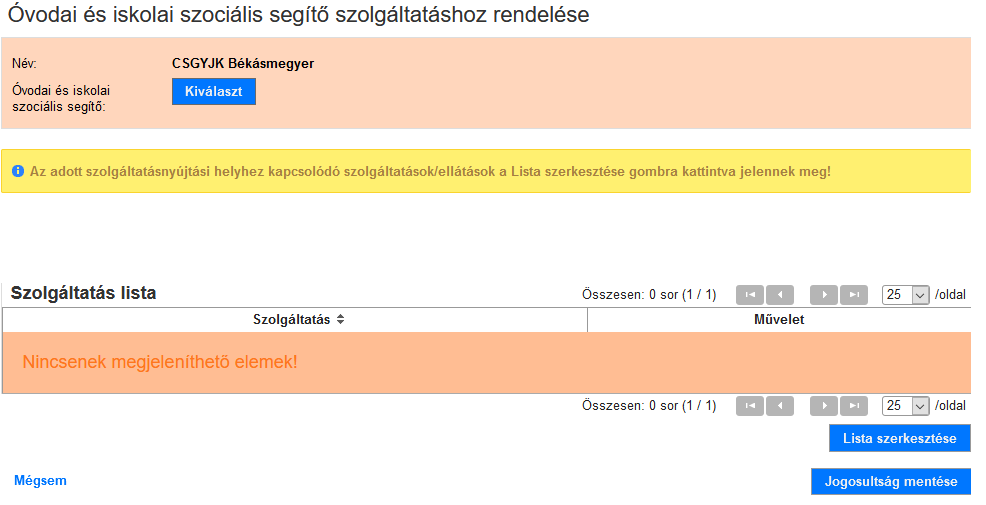 Óvodai és iskolai szociális segítő szolgáltatáshoz rendelése
Név: CSGYJK Békásmegyer
Óvodai és iskolai
szociális segítő: Kiválaszt
Az adott szolgáltatásnyújtási helyhez kapcsolódó szolgáltatások/ellátások a Lista szerkesztése gombra kattintva jelennek meg!
Szolgáltatás lista Összesen: 0 sor (1 / 1) 25 /oldal
Szolgáltatás Művelet
Nincsenek megjeleníthető elemek!
Összesen: 0 sor (1 / 1) 25 /oldal
Lista szerkesztése
Mégsem Jogosultság mentése